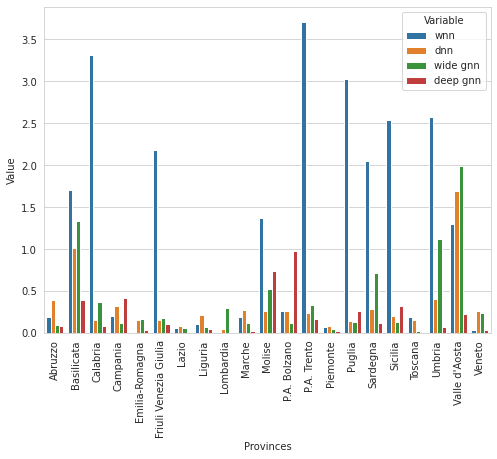 Variable
wnn
dnn
wide gnn
deep gnn
Value
3.5
3.0
2.5
2.0
1.5
1.0
0.5
0.0
Abruzzo
Basilicata
Calabria
Campania
Emilia-Romagna
Friuli Venezia Giulia
Lazio
Liguria
Lombardia
Marche
Molise
P.A. Bolzano
P.A. Trento
Piemonte
Puglia
Sardegna
Sicilia
Toscana
Umbria
Valle d'Aosta
Veneto
Provinces